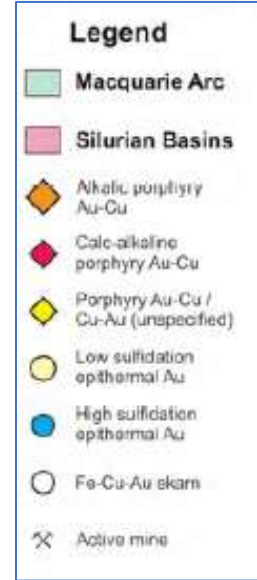 Legend
Macquarie Arc
Silurian Basins
Alkalic porphyry
Au-Cu
Calc-alkaline
porphyry Au-Cu
Porphyry Au-Cu /
Cu-Au (unspecified)
Low sulfidation
epithermal Au
High sulfidation
epithermal Au
Fe-Cu-Au skarn
Active mine